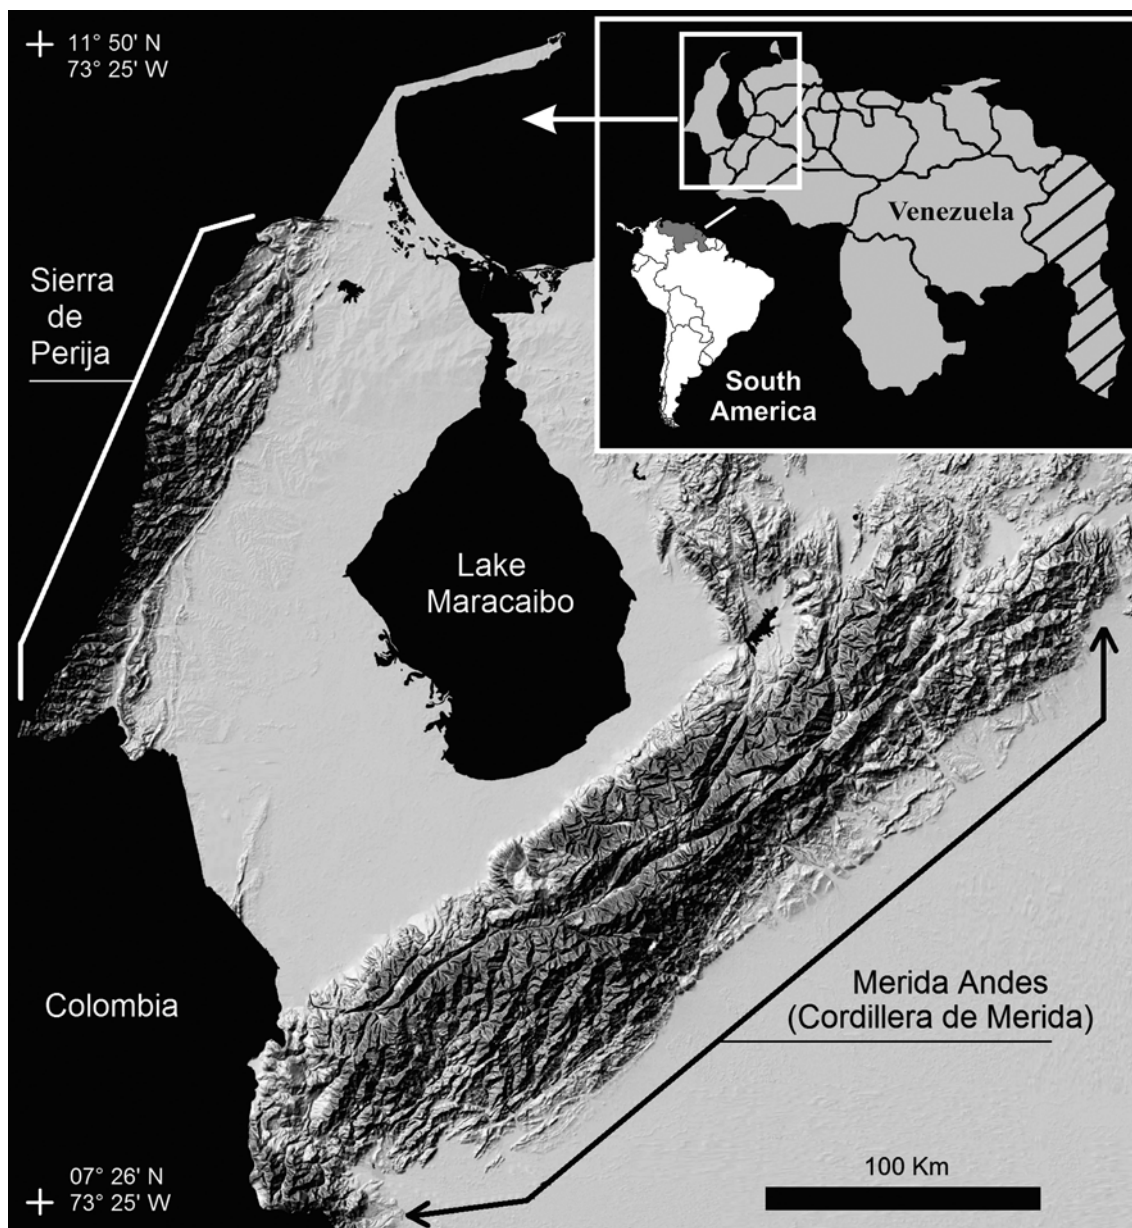 11° 50' N
73° 25' W
Venezuela
South
America
Sierra
de
Perija
Lake
Maracaibo
Merida Andes
(Cordillera de Merida)
Colombia
07° 26' N
73° 25' W
100 Km